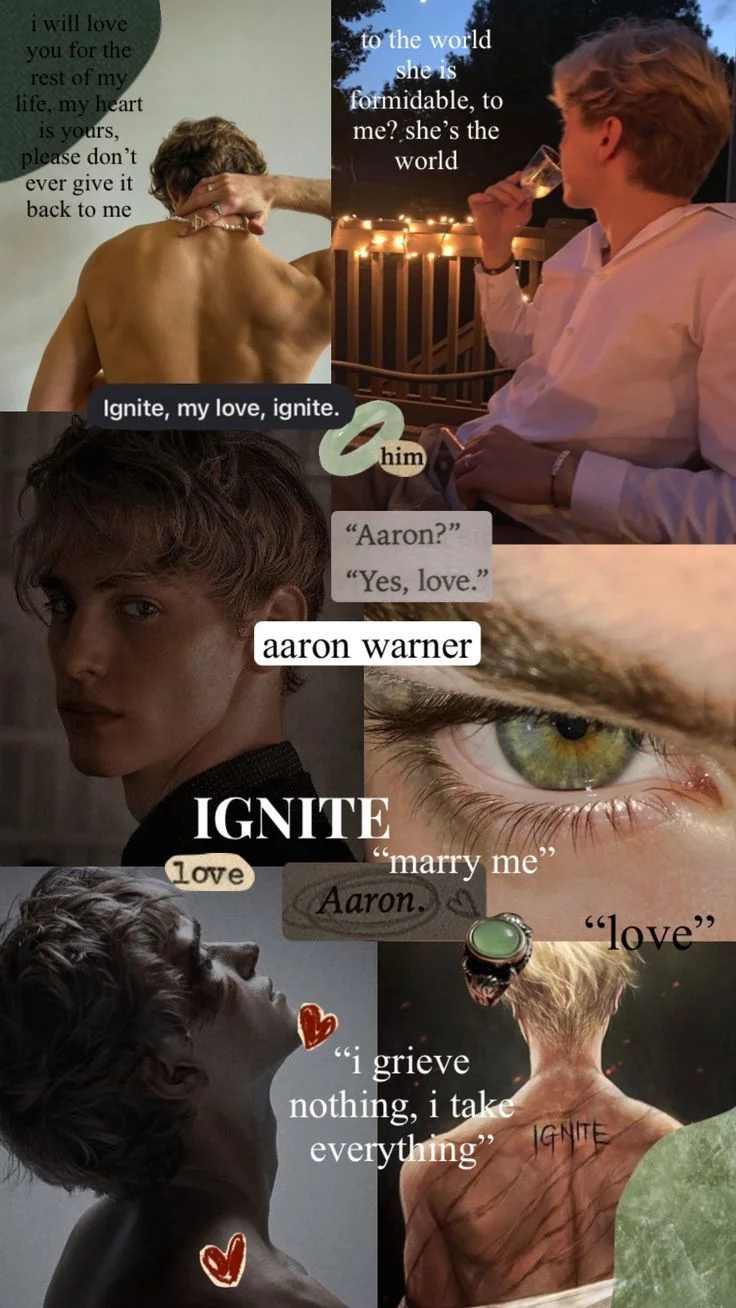 i will love
you for the
rest of my
life, my heart
is yours,
please don’t
ever give it
back to me
to the world
she is
formidable, to
me? she’s the
world
Ignite, my love, ignite.
him
“Aaron?”
“Yes, love.”
aaron warner
IGNITE
“marry me”
love
Aaron.
“love”
“i grieve
nothing, i take
everything”
IGNITE